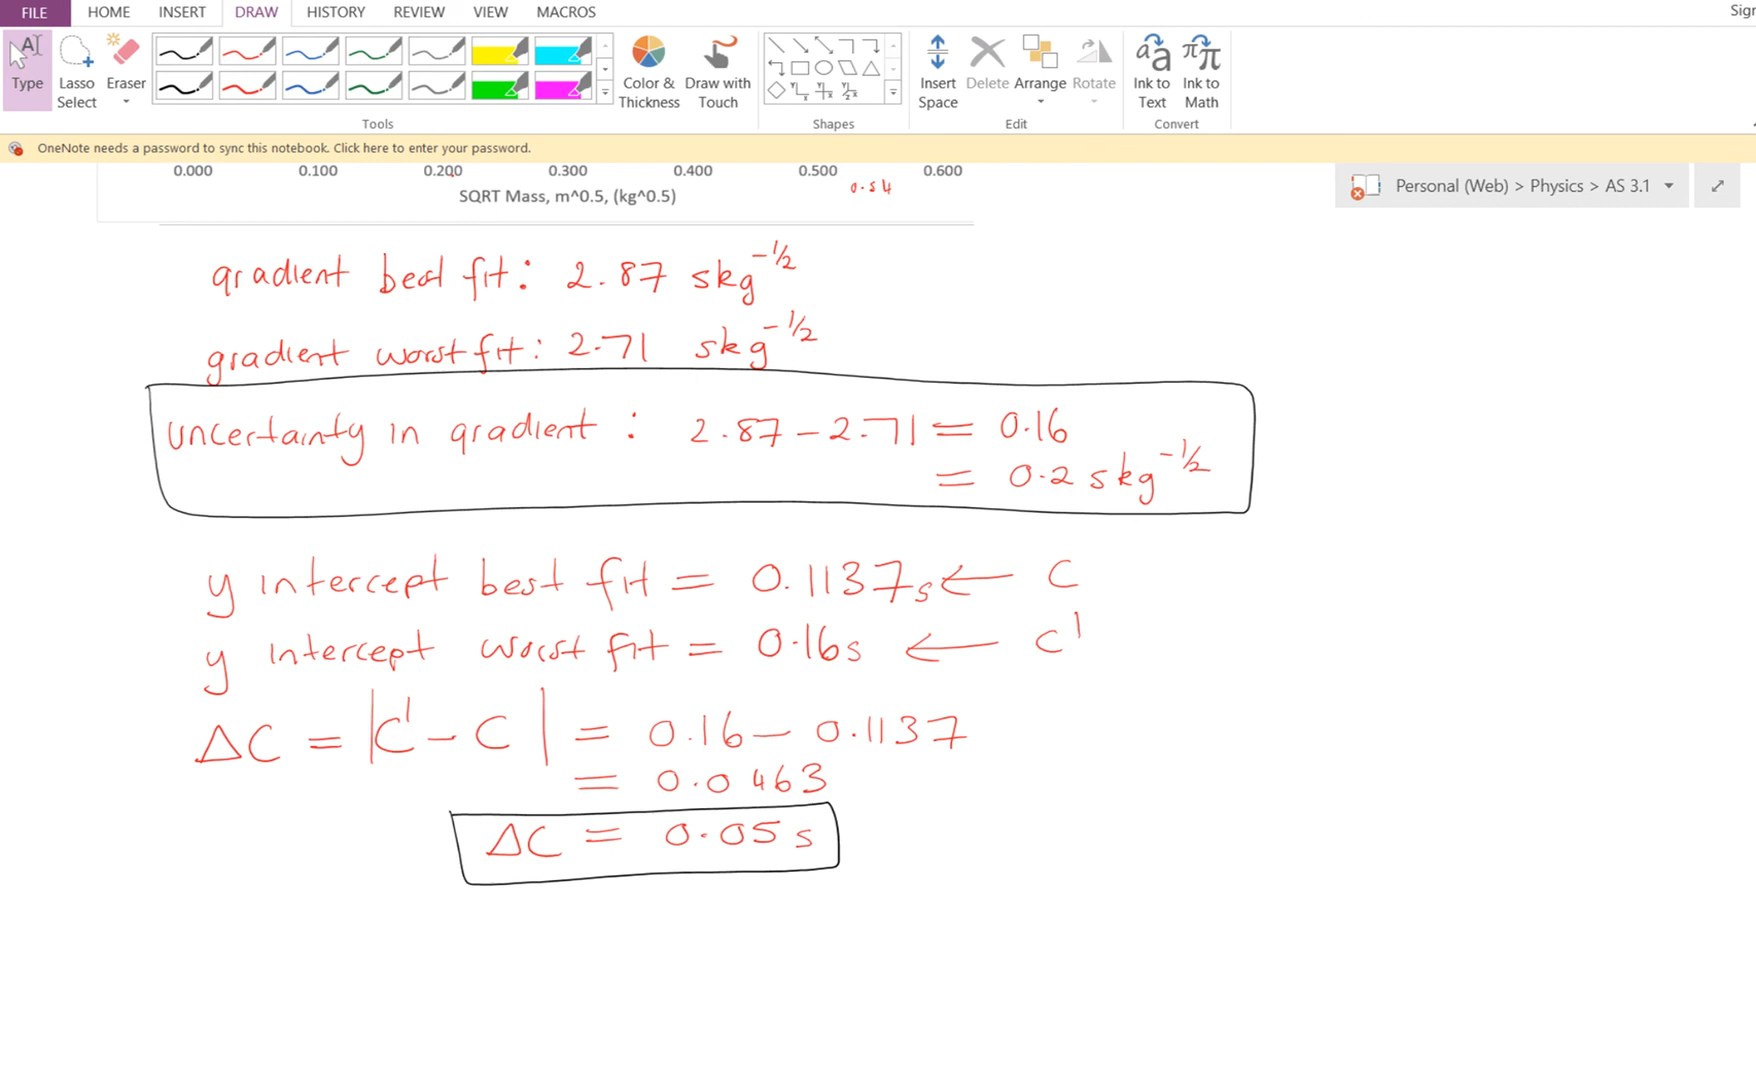 FILE HOME INSERT DRAW HISTORY REVIEW VIEW MACROS Sign
Type Lasso Select Eraser Color & Thickness Draw with Touch Insert Space Delete Arrange Rotate Ink to Text Ink to Math
Tools Shapes Edit Convert
OneNote needs a password to sync this notebook. Click here to enter your password.
0.000 0.100 0.200 0.300 0.400 0.500 0.600
0.54
SQRT Mass, m^0.5, (kg^0.5)
Personal (Web) > Physics > AS 3.1
gradient best fit: 2.87 skg^-1/2
gradient worst fit: 2.71 skg^-1/2
uncertainty in gradient : 2.87 - 2.71 = 0.16
= 0.2 skg^-1/2
y intercept best fit = 0.1137s ← C
y intercept worst fit = 0.16s ← C'
ΔC = |C' - C| = 0.16 - 0.1137
= 0.0463
ΔC = 0.05 s